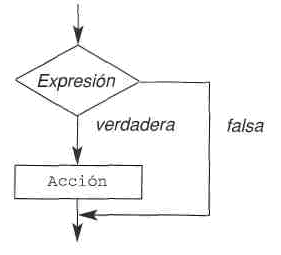 Expresión
verdadera
falsa
Acción